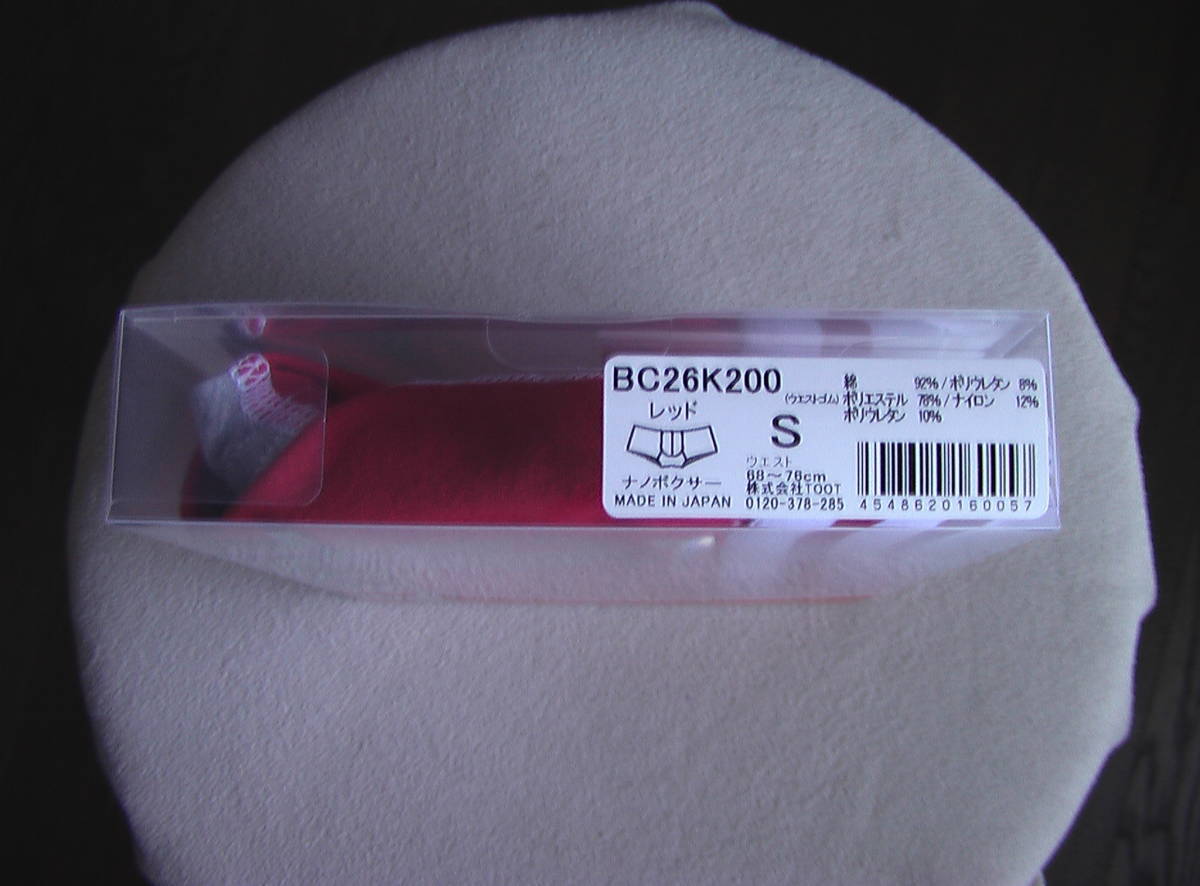 BC26K200
綿 92% / ポリウレタン 8%
(ウエストゴム) ポリエステル 78% / ナイロン 12%
ポリウレタン 10%
レッド
S
ナノボクサー
MADE IN JAPAN
ウエスト
68～76cm
株式会社TOOT
0120-378-285
4548620160057